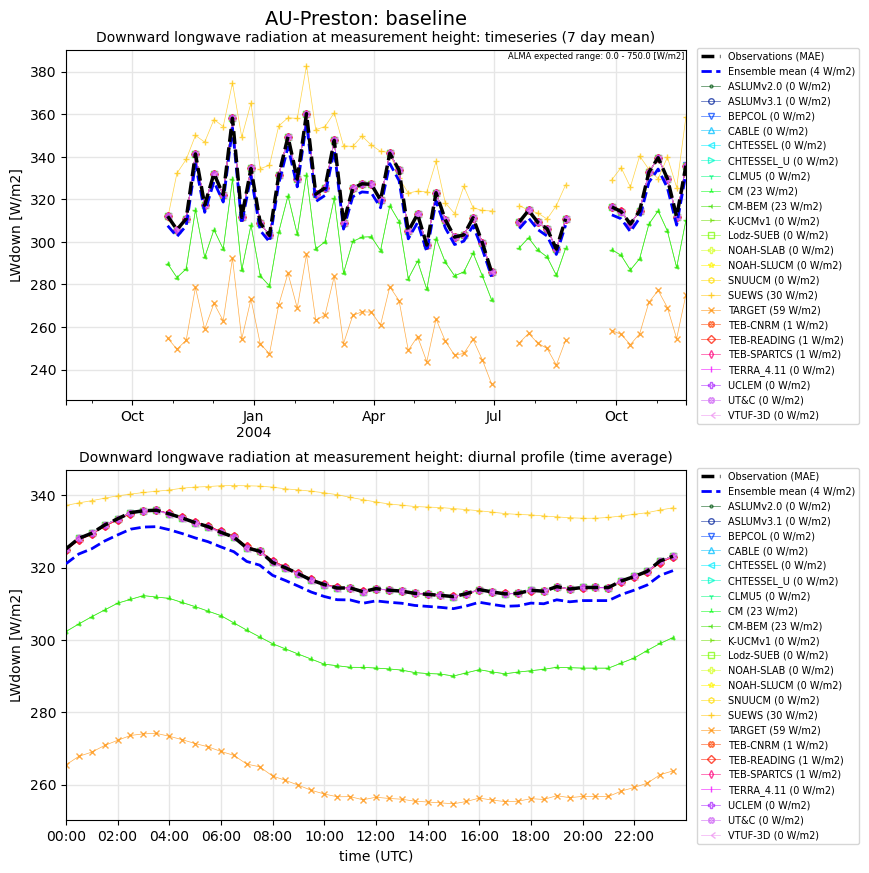 AU-Preston: baseline
Downward longwave radiation at measurement height: timeseries (7 day mean)
ALMA expected range: 0.0 - 750.0 [W/m2]
LWdown [W/m2]
380
360
340
320
300
280
260
240
Oct
Jan
2004
Apr
Jul
Oct
Observations (MAE)
Ensemble mean (4 W/m2)
ASLUMv2.0 (0 W/m2)
ASLUMv3.1 (0 W/m2)
BEPCOL (0 W/m2)
CABLE (0 W/m2)
CHTESSEL (0 W/m2)
CHTESSEL_U (0 W/m2)
CLMU5 (0 W/m2)
CM (23 W/m2)
CM-BEM (23 W/m2)
K-UCMv1 (0 W/m2)
Lodz-SUEB (0 W/m2)
NOAH-SLAB (0 W/m2)
NOAH-SLUCM (0 W/m2)
SNUUCM (0 W/m2)
SUEWS (30 W/m2)
TARGET (59 W/m2)
TEB-CNRM (1 W/m2)
TEB-READING (1 W/m2)
TEB-SPARTCS (1 W/m2)
TERRA_4.11 (0 W/m2)
UCLEM (0 W/m2)
UT&C (0 W/m2)
VTUF-3D (0 W/m2)
Downward longwave radiation at measurement height: diurnal profile (time average)
LWdown [W/m2]
340
320
300
280
260
00:00 02:00 04:00 06:00 08:00 10:00 12:00 14:00 16:00 18:00 20:00 22:00
time (UTC)
Observation (MAE)
Ensemble mean (4 W/m2)
ASLUMv2.0 (0 W/m2)
ASLUMv3.1 (0 W/m2)
BEPCOL (0 W/m2)
CABLE (0 W/m2)
CHTESSEL (0 W/m2)
CHTESSEL_U (0 W/m2)
CLMU5 (0 W/m2)
CM (23 W/m2)
CM-BEM (23 W/m2)
K-UCMv1 (0 W/m2)
Lodz-SUEB (0 W/m2)
NOAH-SLAB (0 W/m2)
NOAH-SLUCM (0 W/m2)
SNUUCM (0 W/m2)
SUEWS (30 W/m2)
TARGET (59 W/m2)
TEB-CNRM (1 W/m2)
TEB-READING (1 W/m2)
TEB-SPARTCS (1 W/m2)
TERRA_4.11 (0 W/m2)
UCLEM (0 W/m2)
UT&C (0 W/m2)
VTUF-3D (0 W/m2)